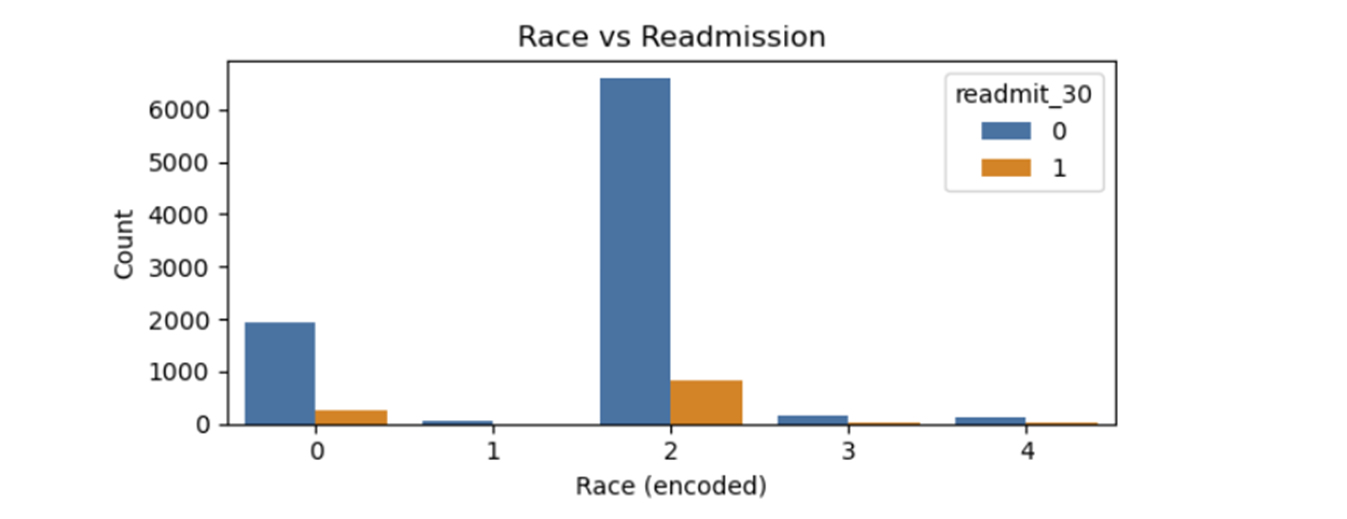 Race vs Readmission
readmit_30
0
1
6000
5000
4000
3000
2000
1000
0
Count
0 1 2 3 4
Race (encoded)